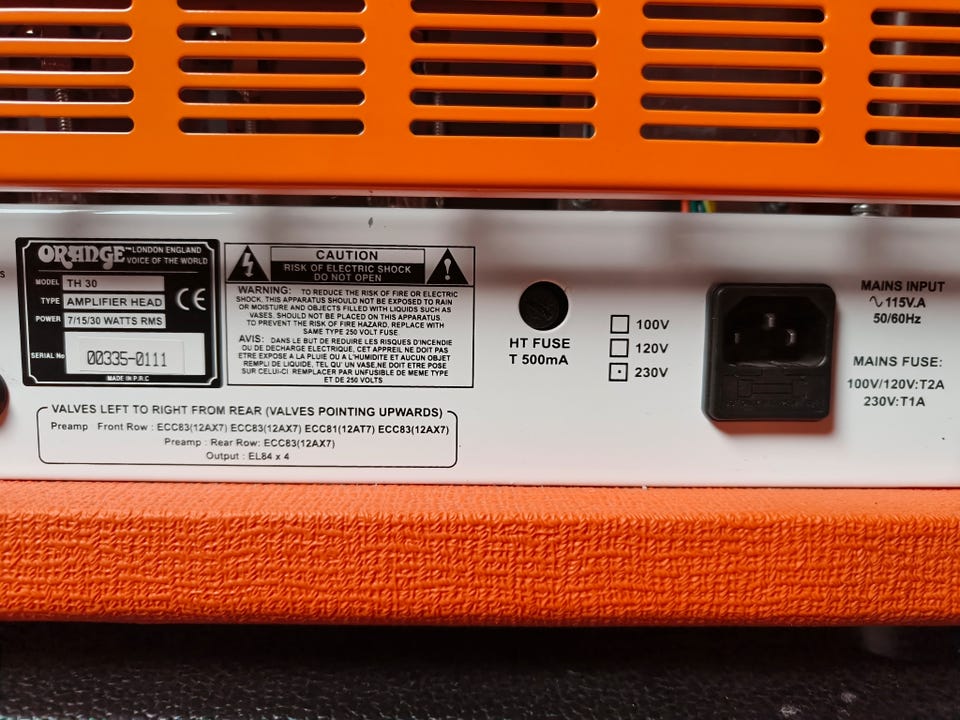 S
ORANGE™ LONDON ENGLAND
VOICE OF THE WORLD
MODEL TH 30
TYPE AMPLIFIER HEAD
POWER 7/15/30 WATTS RMS
CE
SERIAL No 00335-0111
MADE IN P.R.C
CAUTION
RISK OF ELECTRIC SHOCK
DO NOT OPEN
WARNING: TO REDUCE THE RISK OF FIRE OR ELECTRIC
SHOCK, THIS APPARATUS SHOULD NOT BE EXPOSED TO RAIN
OR MOISTURE AND OBJECTS FILLED WITH LIQUIDS SUCH AS
VASES, SHOULD NOT BE PLACED ON THIS APPARATUS.
TO PREVENT THE RISK OF FIRE HAZARD, REPLACE WITH
SAME TYPE 250 VOLT FUSE.
AVIS: DANS LE BUT DE REDUIRE LES RISQUES D'INCENDIE
OU DE DECHARGE ELECTRIQUE, CET APPREIL NE DOIT PAS
ETRE EXPOSE A LA PLUIE OU A L'HUMIDITE ET AUCUN OBJET
REMPLI DE LIQUIDE, TEL QU' UN VASE,NE DOIT ETRE POSE
SUR CELUI-CI REMPLACER PAR UNFUSIBLE DE MEME TYPE
ET DE 250 VOLTS
VALVES LEFT TO RIGHT FROM REAR (VALVES POINTING UPWARDS)
Preamp Front Row : ECC83(12AX7) ECC83(12AX7) ECC81(12AT7) ECC83(12AX7)
Preamp : Rear Row: ECC83(12AX7)
Output : EL84 x 4
HT FUSE
T 500mA
100V
120V
230V
MAINS INPUT
∿115V.A
50/60Hz
MAINS FUSE:
100V/120V:T2A
230V:T1A